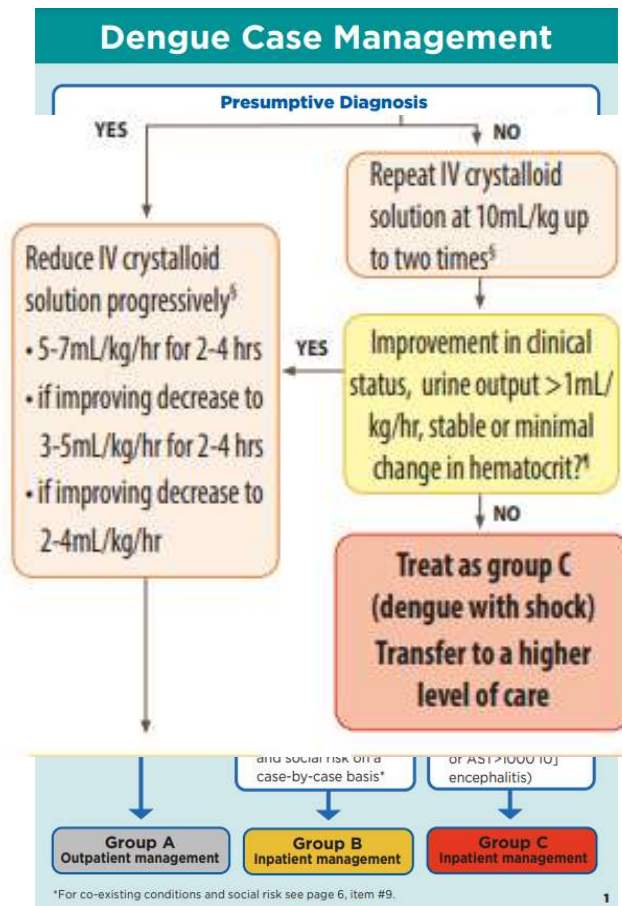 Dengue Case Management
Presumptive Diagnosis
YES
NO
Repeat IV crystalloid
solution at 10mL/kg up
to two times§
Reduce IV crystalloid
solution progressively§
• 5-7mL/kg/hr for 2-4 hrs
• if improving decrease to
3-5mL/kg/hr for 2-4 hrs
• if improving decrease to
2-4mL/kg/hr
YES
Improvement in clinical
status, urine output >1mL/
kg/hr, stable or minimal
change in hematocrit?¶
NO
Treat as group C
(dengue with shock)
Transfer to a higher
level of care
and social risk on a
case-by-case basis*
or AST>1000
encephalitis)
Group A
Outpatient management
Group B
Inpatient management
Group C
Inpatient management
*For co-existing conditions and social risk see page 6, item #9.
1